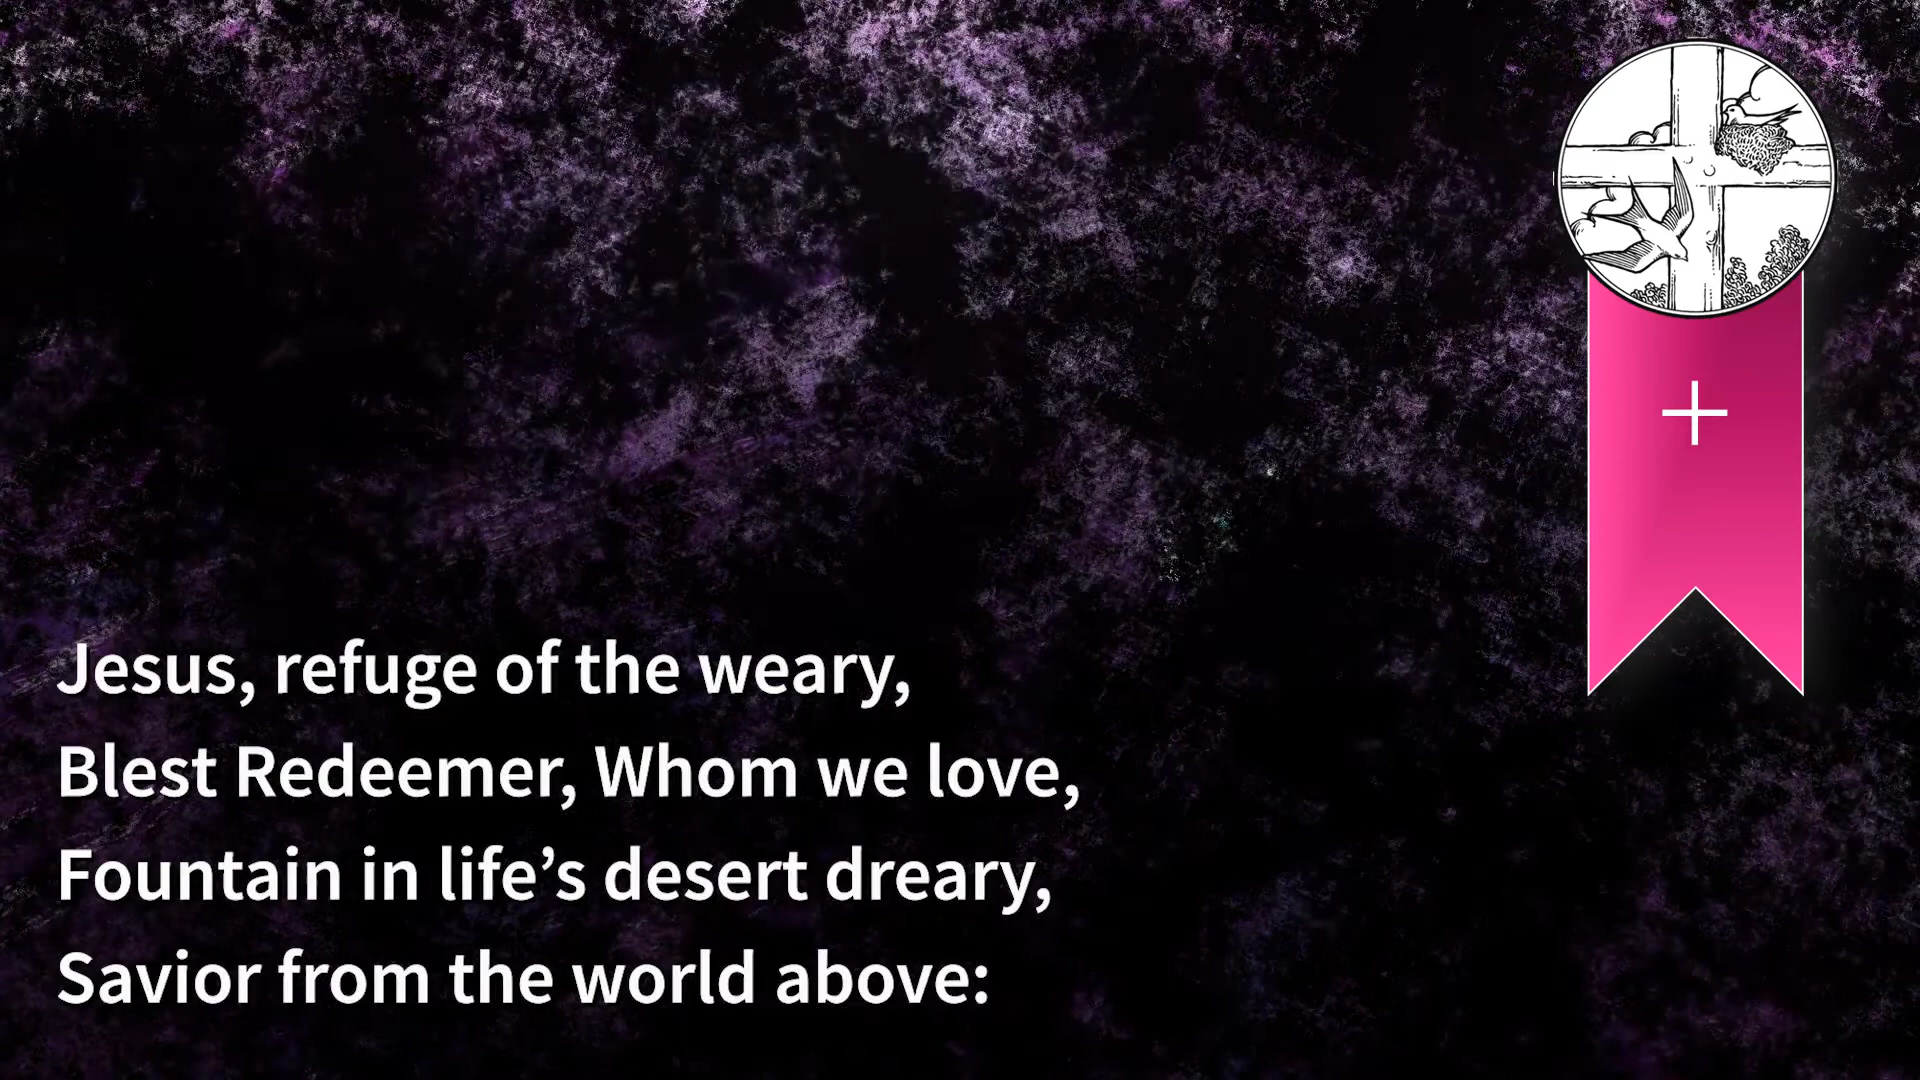 Jesus, refuge of the weary,
Blest Redeemer, Whom we love,
Fountain in life’s desert dreary,
Savior from the world above: